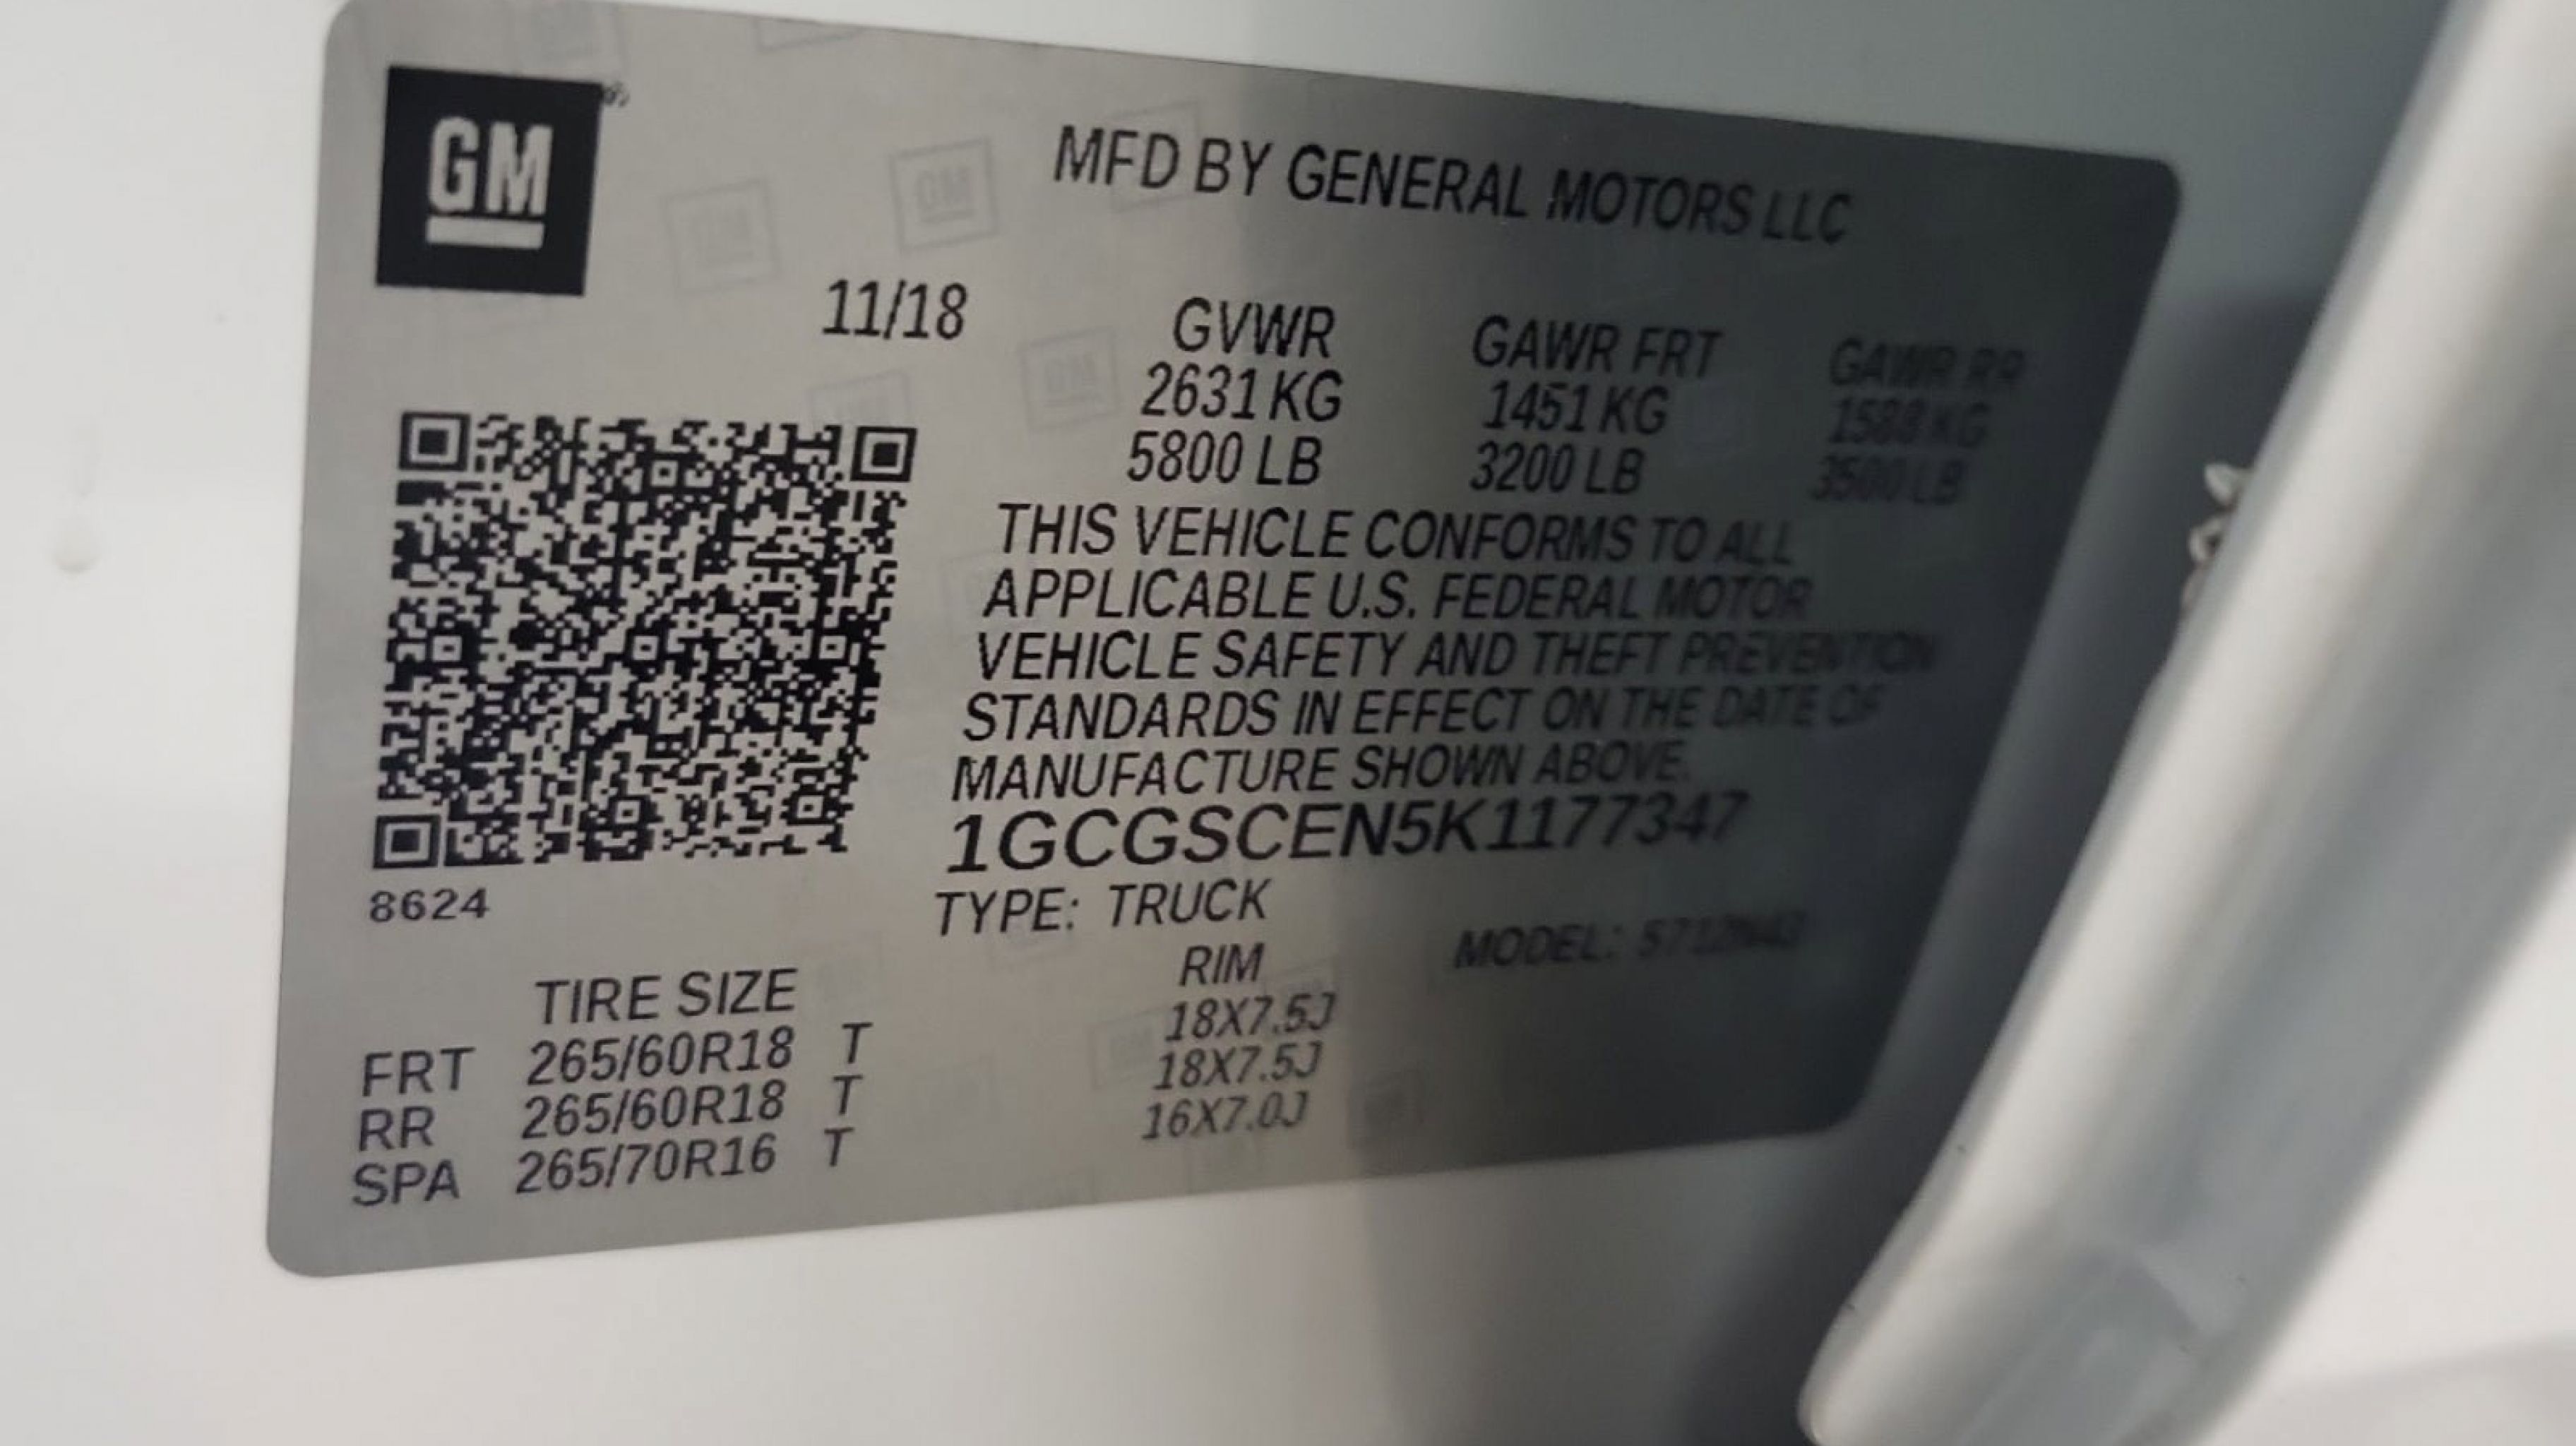 GM
MFD BY GENERAL MOTORS LLC
11/18 GVWR GAWR FRT GAWR RR
2631 KG 1451 KG 1588 KG
5800 LB 3200 LB 3500 LB
THIS VEHICLE CONFORMS TO ALL
APPLICABLE U.S. FEDERAL MOTOR
VEHICLE SAFETY AND THEFT PREVENTION
STANDARDS IN EFFECT ON THE DATE OF
MANUFACTURE SHOWN ABOVE.
1GCGSCEN5K1177347
8624
TYPE: TRUCK MODEL:
TIRE SIZE RIM
FRT 265/60R18 T 18X7.5J
RR 265/60R18 T 18X7.5J
SPA 265/70R16 T 16X7.0J